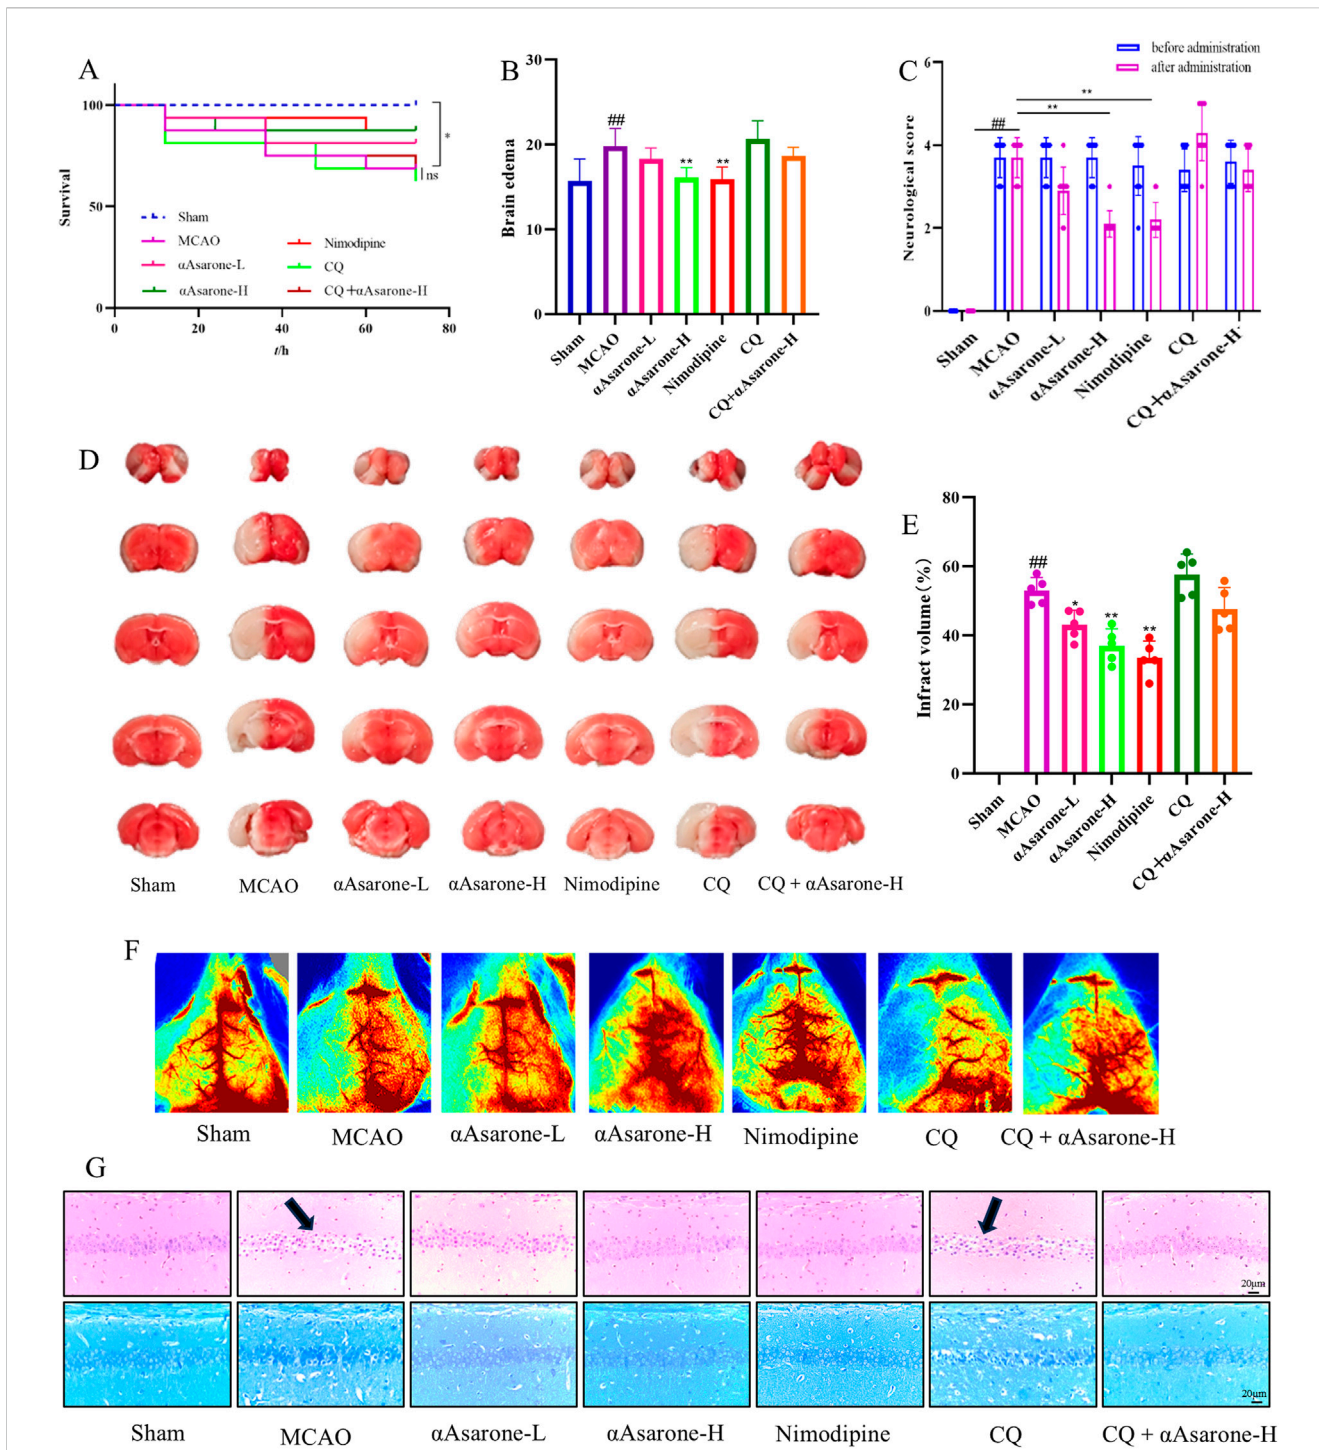 A
100
50
0
Survival
0
20
40
60
80
t/h
*
ns
Sham
MCAO
αAsarone-L
αAsarone-H
Nimodipine
CQ
CQ+αAsarone-H
B
30
20
10
0
Brain edema
##
**
**
Sham
MCAO
αAsarone-L
αAsarone-H
Nimodipine
CQ
CQ+αAsarone-H
C
before administration
after administration
6
4
2
0
Neurological score
##
**
**
Sham
MCAO
αAsarone-L
αAsarone-H
Nimodipine
CQ
CQ+αAsarone-H
D
Sham
MCAO
αAsarone-L
αAsarone-H
Nimodipine
CQ
CQ + αAsarone-H
E
80
60
40
20
0
Infract volume(%)
##
*
**
**
Sham
MCAO
αAsarone-L
αAsarone-H
Nimodipine
CQ
CQ+αAsarone-H
F
Sham
MCAO
αAsarone-L
αAsarone-H
Nimodipine
CQ
CQ + αAsarone-H
G
20μm
20μm
Sham
MCAO
αAsarone-L
αAsarone-H
Nimodipine
CQ
CQ + αAsarone-H